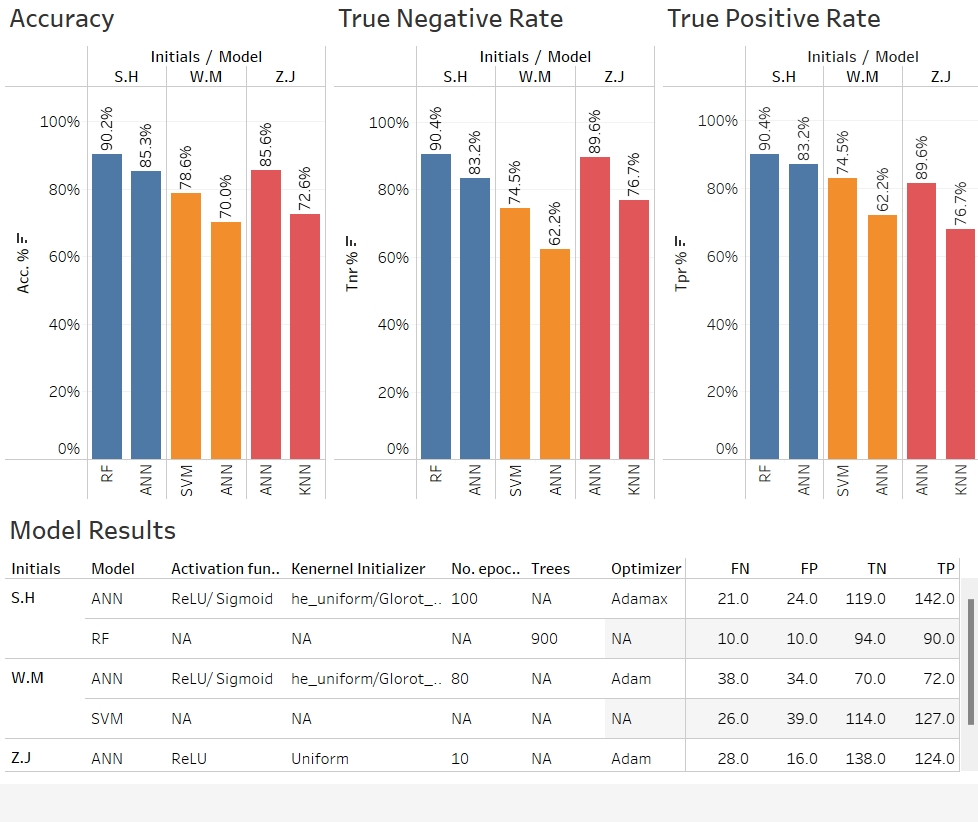 Accuracy True Negative Rate True Positive Rate
Initials / Model Initials / Model Initials / Model
S.H W.M Z.J S.H W.M Z.J S.H W.M Z.J
Acc. % Tnr % Tpr %
100% 100% 100%
80% 80% 80%
60% 60% 60%
40% 40% 40%
20% 20% 20%
0% 0% 0%
90.2% 85.3% 78.6% 70.0% 85.6% 72.6% 90.4% 83.2% 74.5% 62.2% 89.6% 76.7% 90.4% 83.2% 74.5% 62.2% 89.6% 76.7%
RF ANN SVM ANN ANN KNN RF ANN SVM ANN ANN KNN RF ANN SVM ANN ANN KNN
Model Results
Initials Model Activation fun.. Kenernel Initializer No. epoc.. Trees Optimizer FN FP TN TP
S.H ANN ReLU/ Sigmoid he_uniform/Glorot_.. 100 NA Adamax 21.0 24.0 119.0 142.0
RF NA NA NA 900 NA 10.0 10.0 94.0 90.0
W.M ANN ReLU/ Sigmoid he_uniform/Glorot_.. 80 NA Adam 38.0 34.0 70.0 72.0
SVM NA NA NA NA NA 26.0 39.0 114.0 127.0
Z.J ANN ReLU Uniform 10 NA Adam 28.0 16.0 138.0 124.0